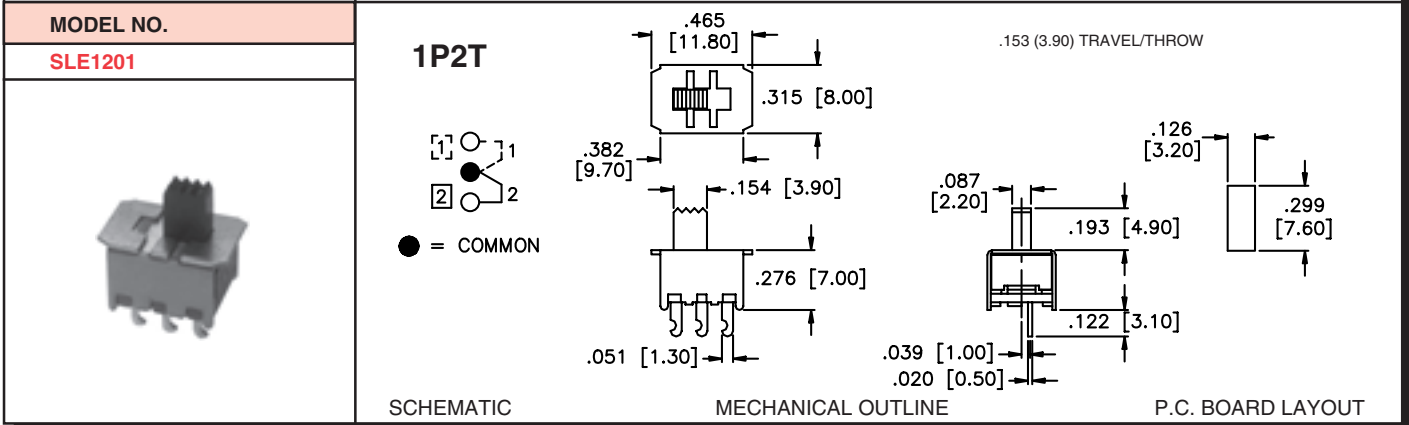 MODEL NO.
SLE1201
1P2T
[1]
1
2
2
= COMMON
.465
[11.80]
.315 [8.00]
.382
[9.70]
.154 [3.90]
.276 [7.00]
.051 [1.30]
.153 (3.90) TRAVEL/THROW
.087
[2.20]
.193 [4.90]
.122 [3.10]
.039 [1.00]
.020 [0.50]
.126
[3.20]
.299
[7.60]
SCHEMATIC
MECHANICAL OUTLINE
P.C. BOARD LAYOUT